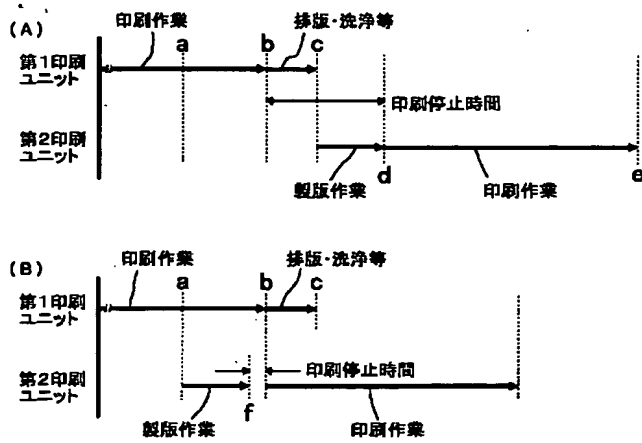 (A)
印刷作業
排版・洗浄等
a
b
c
第1印刷
ユニット
印刷停止時間
第2印刷
ユニット
製版作業
d
印刷作業
e
(B)
印刷作業
排版・洗浄等
a
b
c
第1印刷
ユニット
印刷停止時間
第2印刷
ユニット
f
製版作業
印刷作業